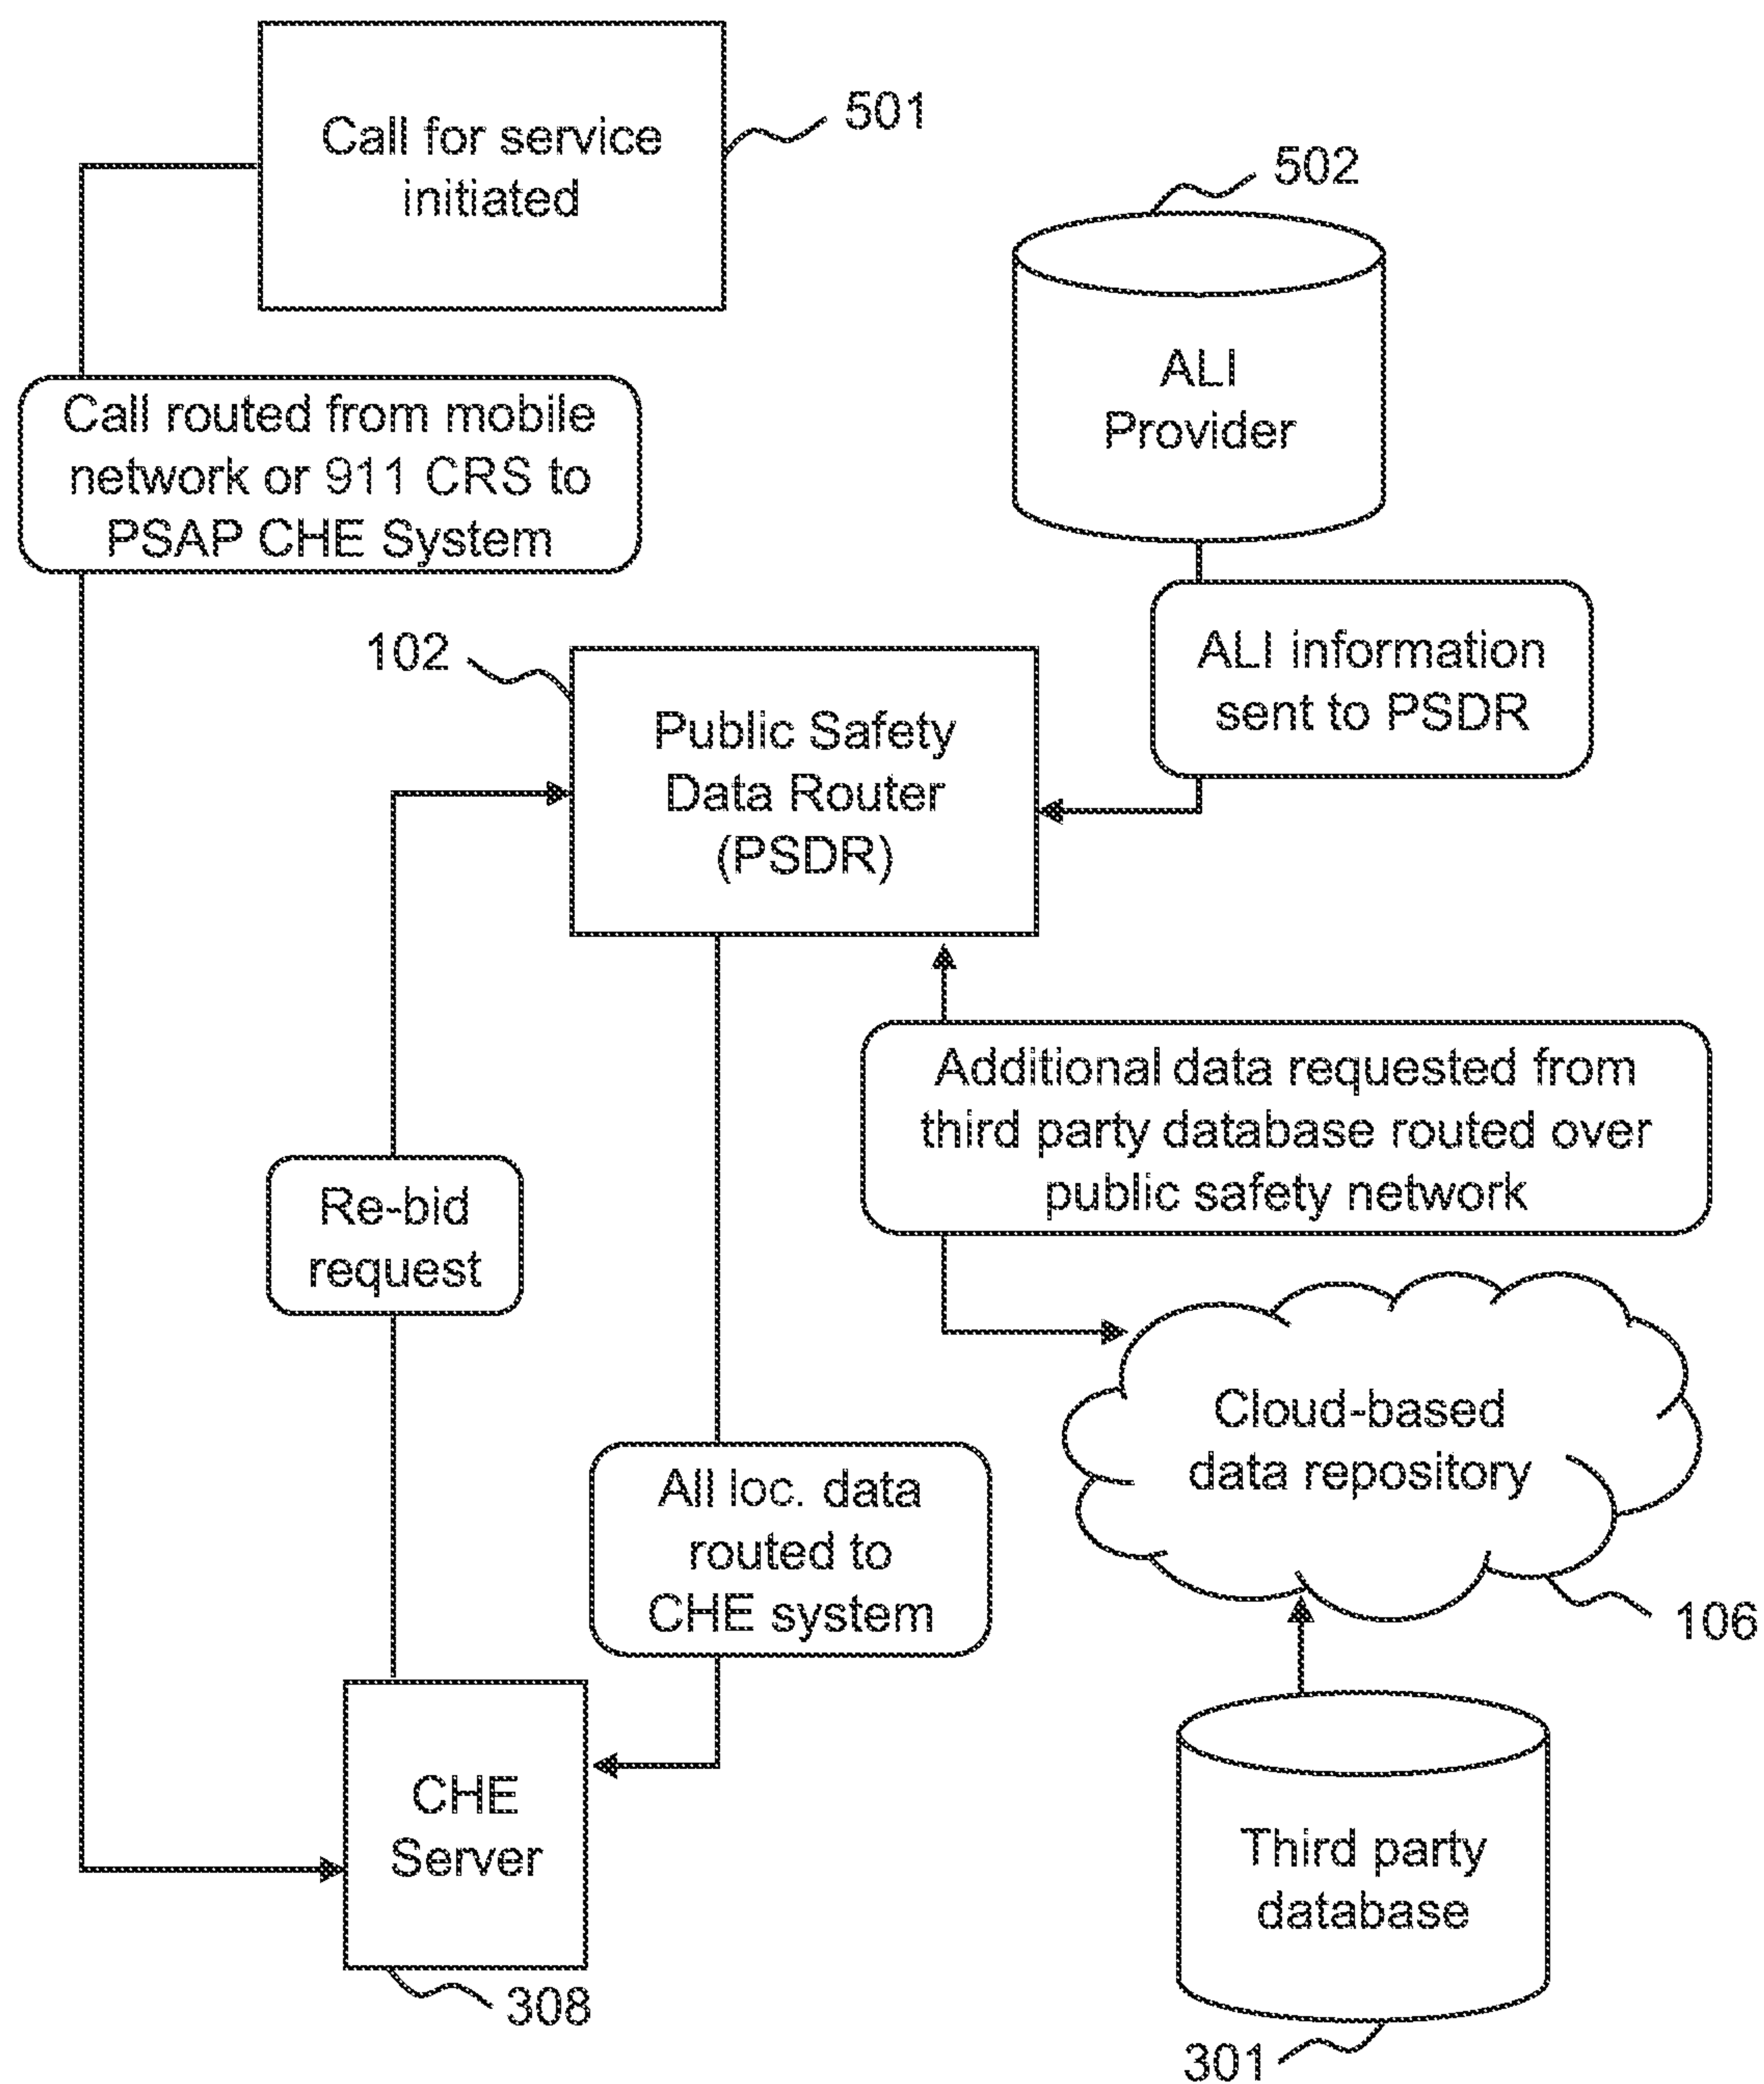 Call for service
initiated
501
502
ALI
Provider
Call routed from mobile
network or 911 CRS to
PSAP CHE System
ALI information
sent to PSDR
102
Public Safety
Data Router
(PSDR)
Additional data requested from
third party database routed over
public safety network
Re-bid
request
Cloud-based
data repository
106
All loc. data
routed to
CHE system
CHE
Server
308
Third party
database
301